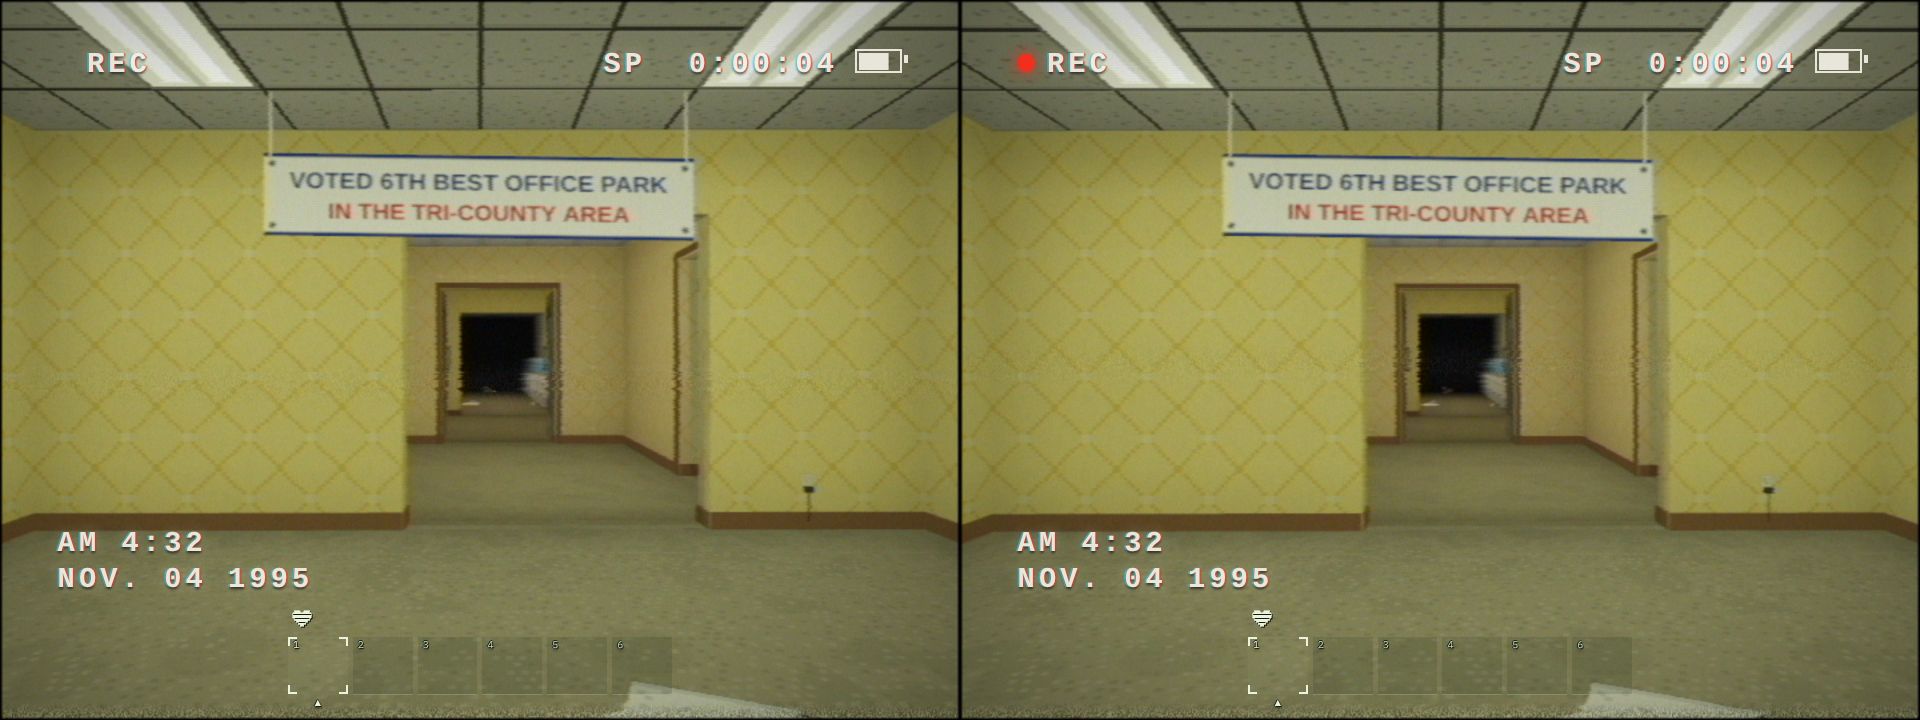 REC
SP 0:00:04
VOTED 6TH BEST OFFICE PARK
IN THE TRI-COUNTY AREA
AM 4:32
NOV. 04 1995
1 2 3 4 5 6
REC
SP 0:00:04
VOTED 6TH BEST OFFICE PARK
IN THE TRI-COUNTY AREA
AM 4:32
NOV. 04 1995
1 2 3 4 5 6